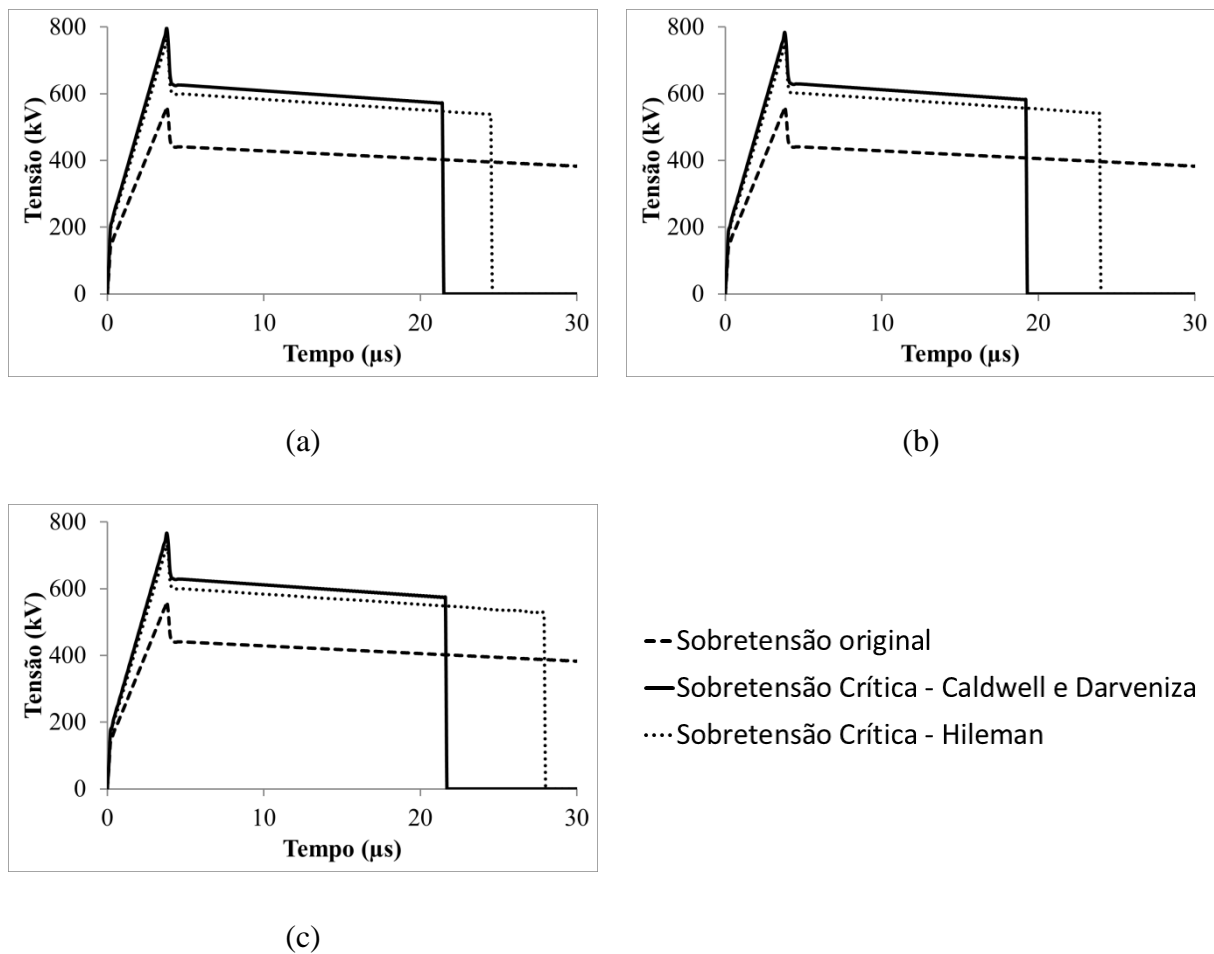 800
600
400
200
0
Tensão (kV)
0 10 20 30
Tempo (µs)
(a)
800
600
400
200
0
Tensão (kV)
0 10 20 30
Tempo (µs)
(b)
800
600
400
200
0
Tensão (kV)
0 10 20 30
Tempo (µs)
(c)
Sobretensão original
Sobretensão Crítica - Caldwell e Darveniza
Sobretensão Crítica - Hileman